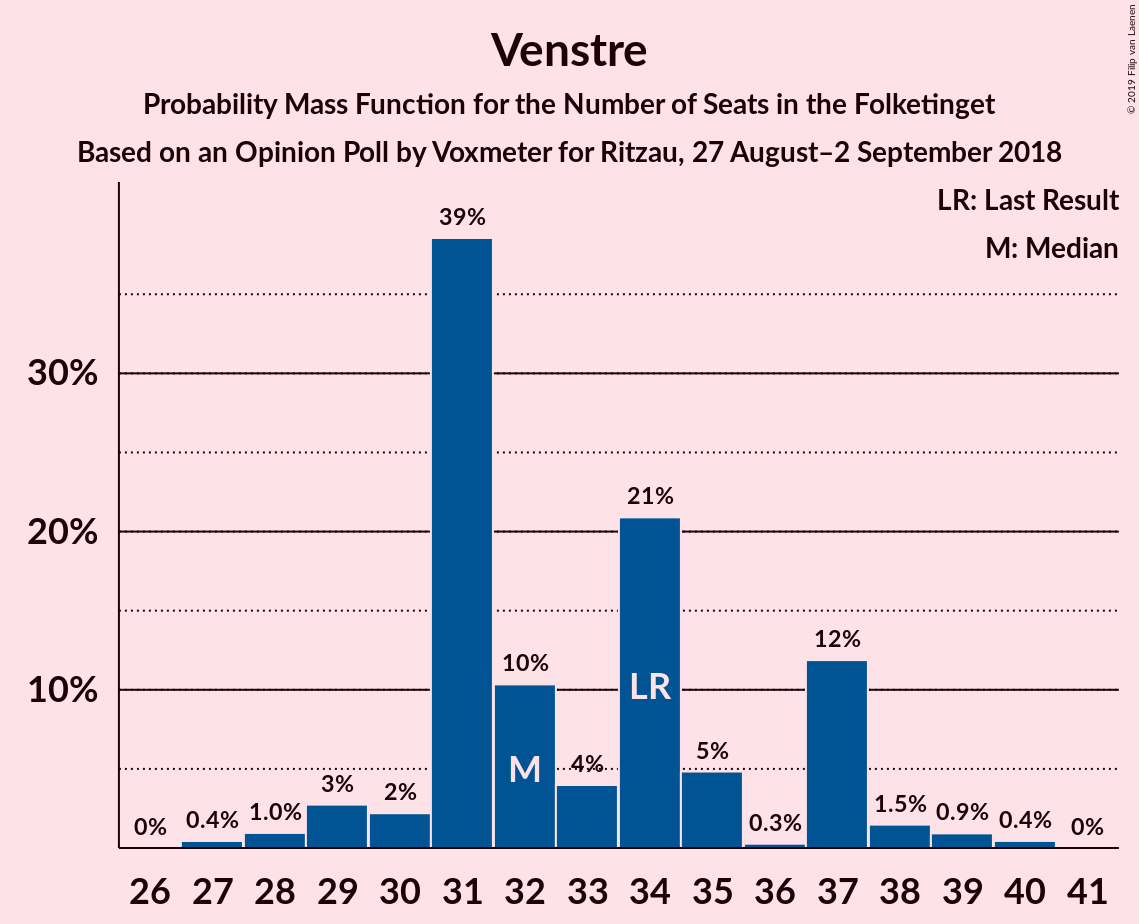 Venstre
Probability Mass Function for the Number of Seats in the Folketinget
Based on an Opinion Poll by Voxmeter for Ritzau, 27 August–2 September 2018
© 2019 Filip van Laenen
LR: Last Result
M: Median
30%
20%
10%
0%
0.4%
1.0%
3%
2%
39%
10%
4%
21%
5%
0.3%
12%
1.5%
0.9%
0.4%
0%
M
LR
26 27 28 29 30 31 32 33 34 35 36 37 38 39 40 41